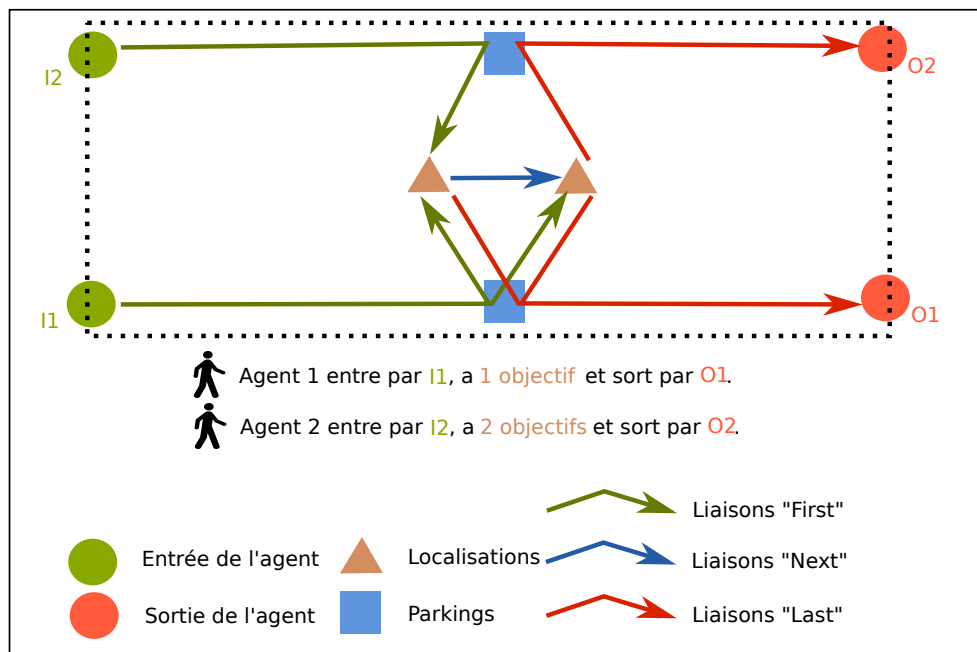 I2
O2
I1
O1
Agent 1 entre par I1, a 1 objectif et sort par O1.
Agent 2 entre par I2, a 2 objectifs et sort par O2.
Liaisons "First"
Entrée de l'agent
Localisations
Liaisons "Next"
Sortie de l'agent
Parkings
Liaisons "Last"